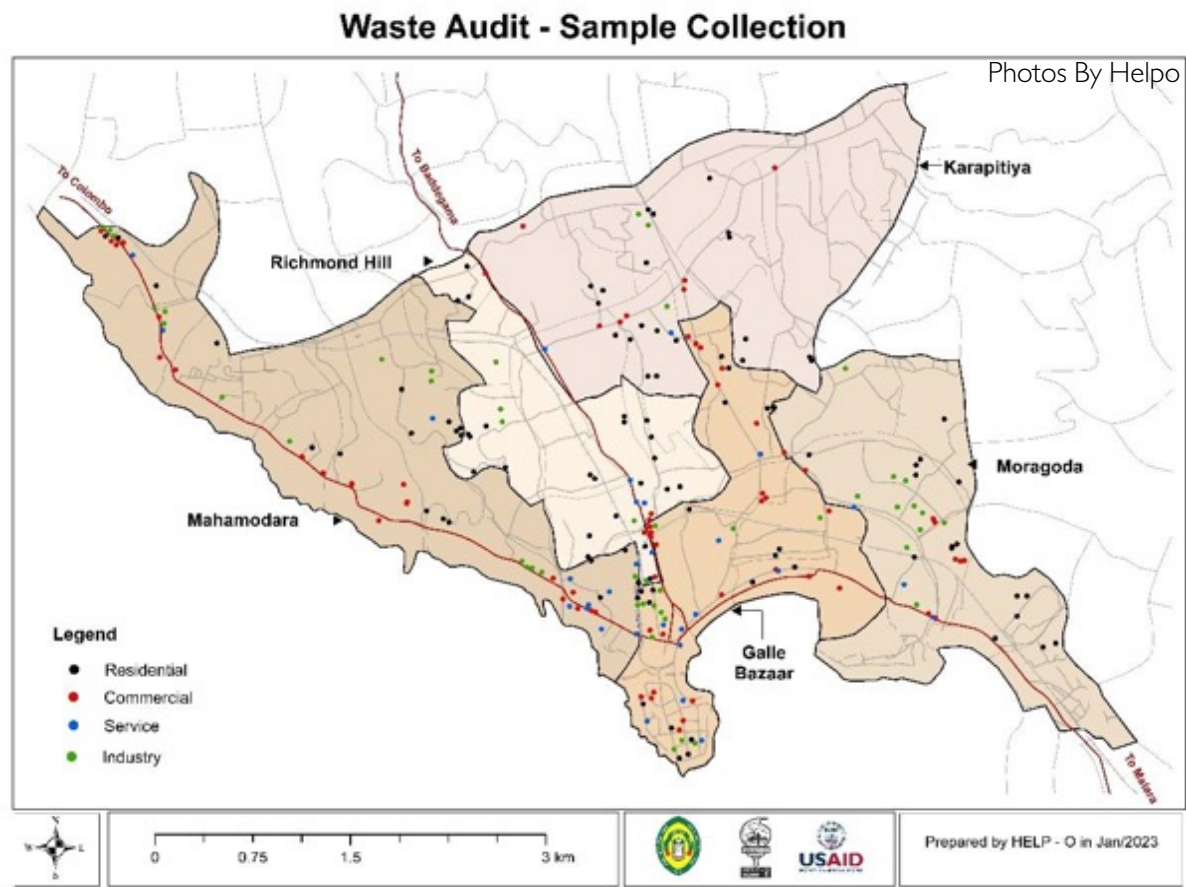 Waste Audit - Sample Collection
Photos By Helpo
To Colombo
To Baddegama
Karapitiya
Richmond Hill
Moragoda
Mahamodara
Galle
Bazaar
Legend
Residential
Commercial
Service
Industry
To Matara
N
W
E
S
0 0.75 1.5 3 km
USAID
Prepared by HELP - O in Jan/2023